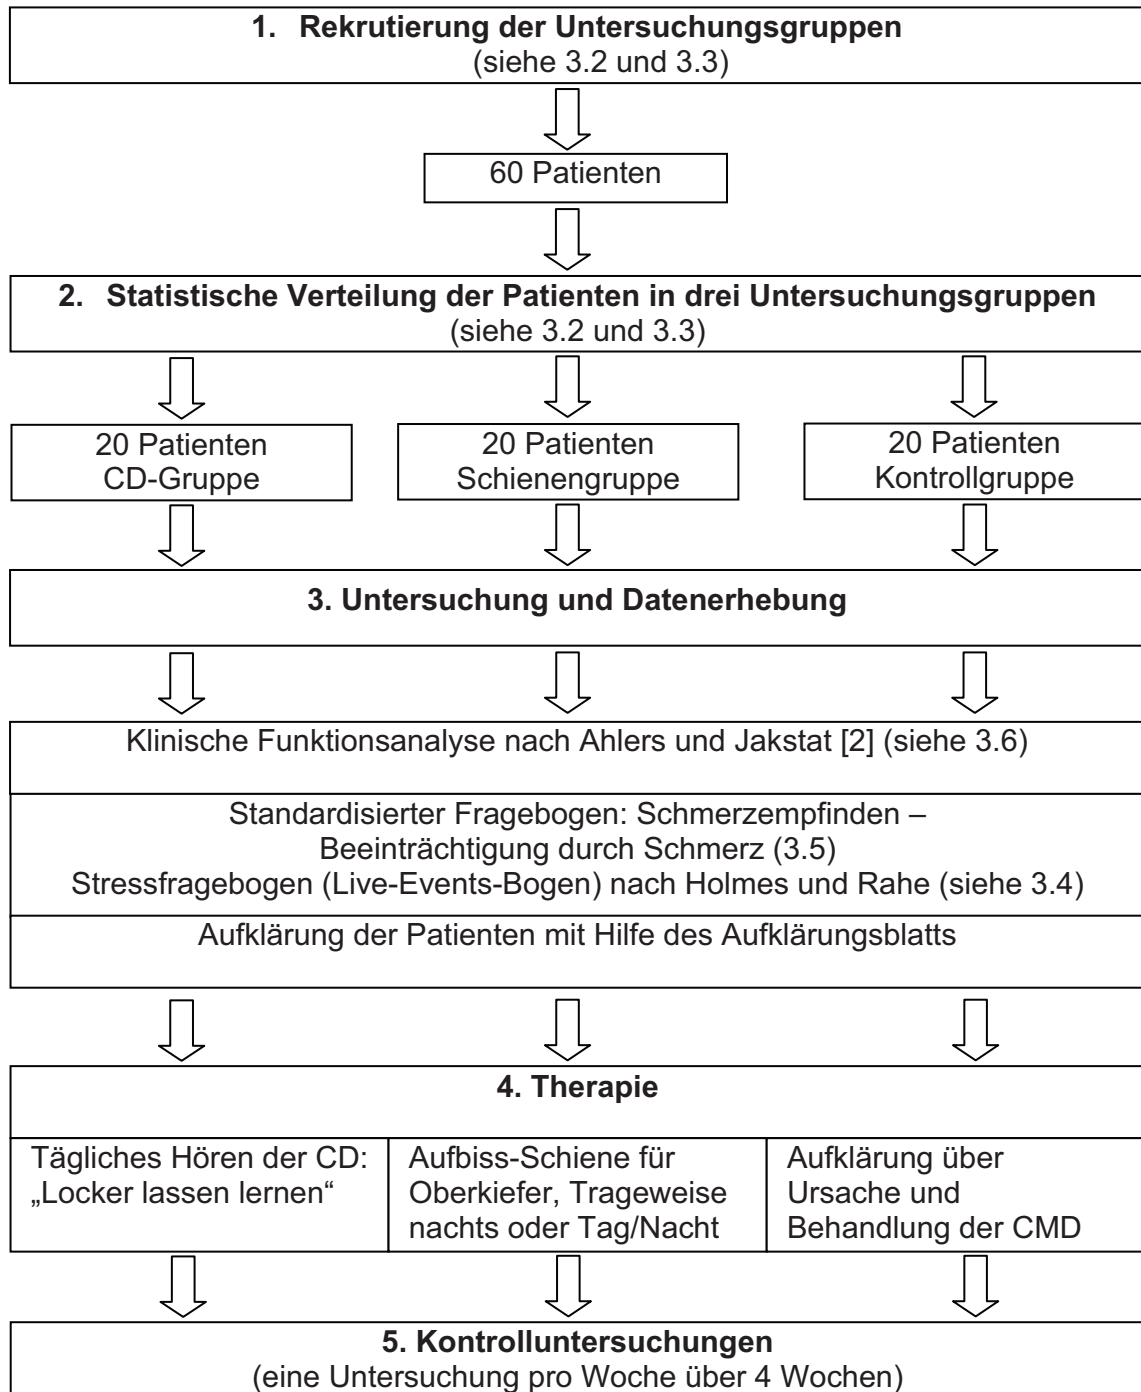 1. Rekrutierung der Untersuchungsgruppen
(siehe 3.2 und 3.3)
60 Patienten
2. Statistische Verteilung der Patienten in drei Untersuchungsgruppen
(siehe 3.2 und 3.3)
20 Patienten
CD-Gruppe
20 Patienten
Schienengruppe
20 Patienten
Kontrollgruppe
3. Untersuchung und Datenerhebung
Klinische Funktionsanalyse nach Ahlers und Jakstat [2] (siehe 3.6)
Standardisierter Fragebogen: Schmerzempfinden –
Beeinträchtigung durch Schmerz (3.5)
Stressfragebogen (Live-Events-Bogen) nach Holmes und Rahe (siehe 3.4)
Aufklärung der Patienten mit Hilfe des Aufklärungsblatts
4. Therapie
Tägliches Hören der CD:
„Locker lassen lernen“
Aufbiss-Schiene für
Oberkiefer, Trageweise
nachts oder Tag/Nacht
Aufklärung über
Ursache und
Behandlung der CMD
5. Kontrolluntersuchungen
(eine Untersuchung pro Woche über 4 Wochen)